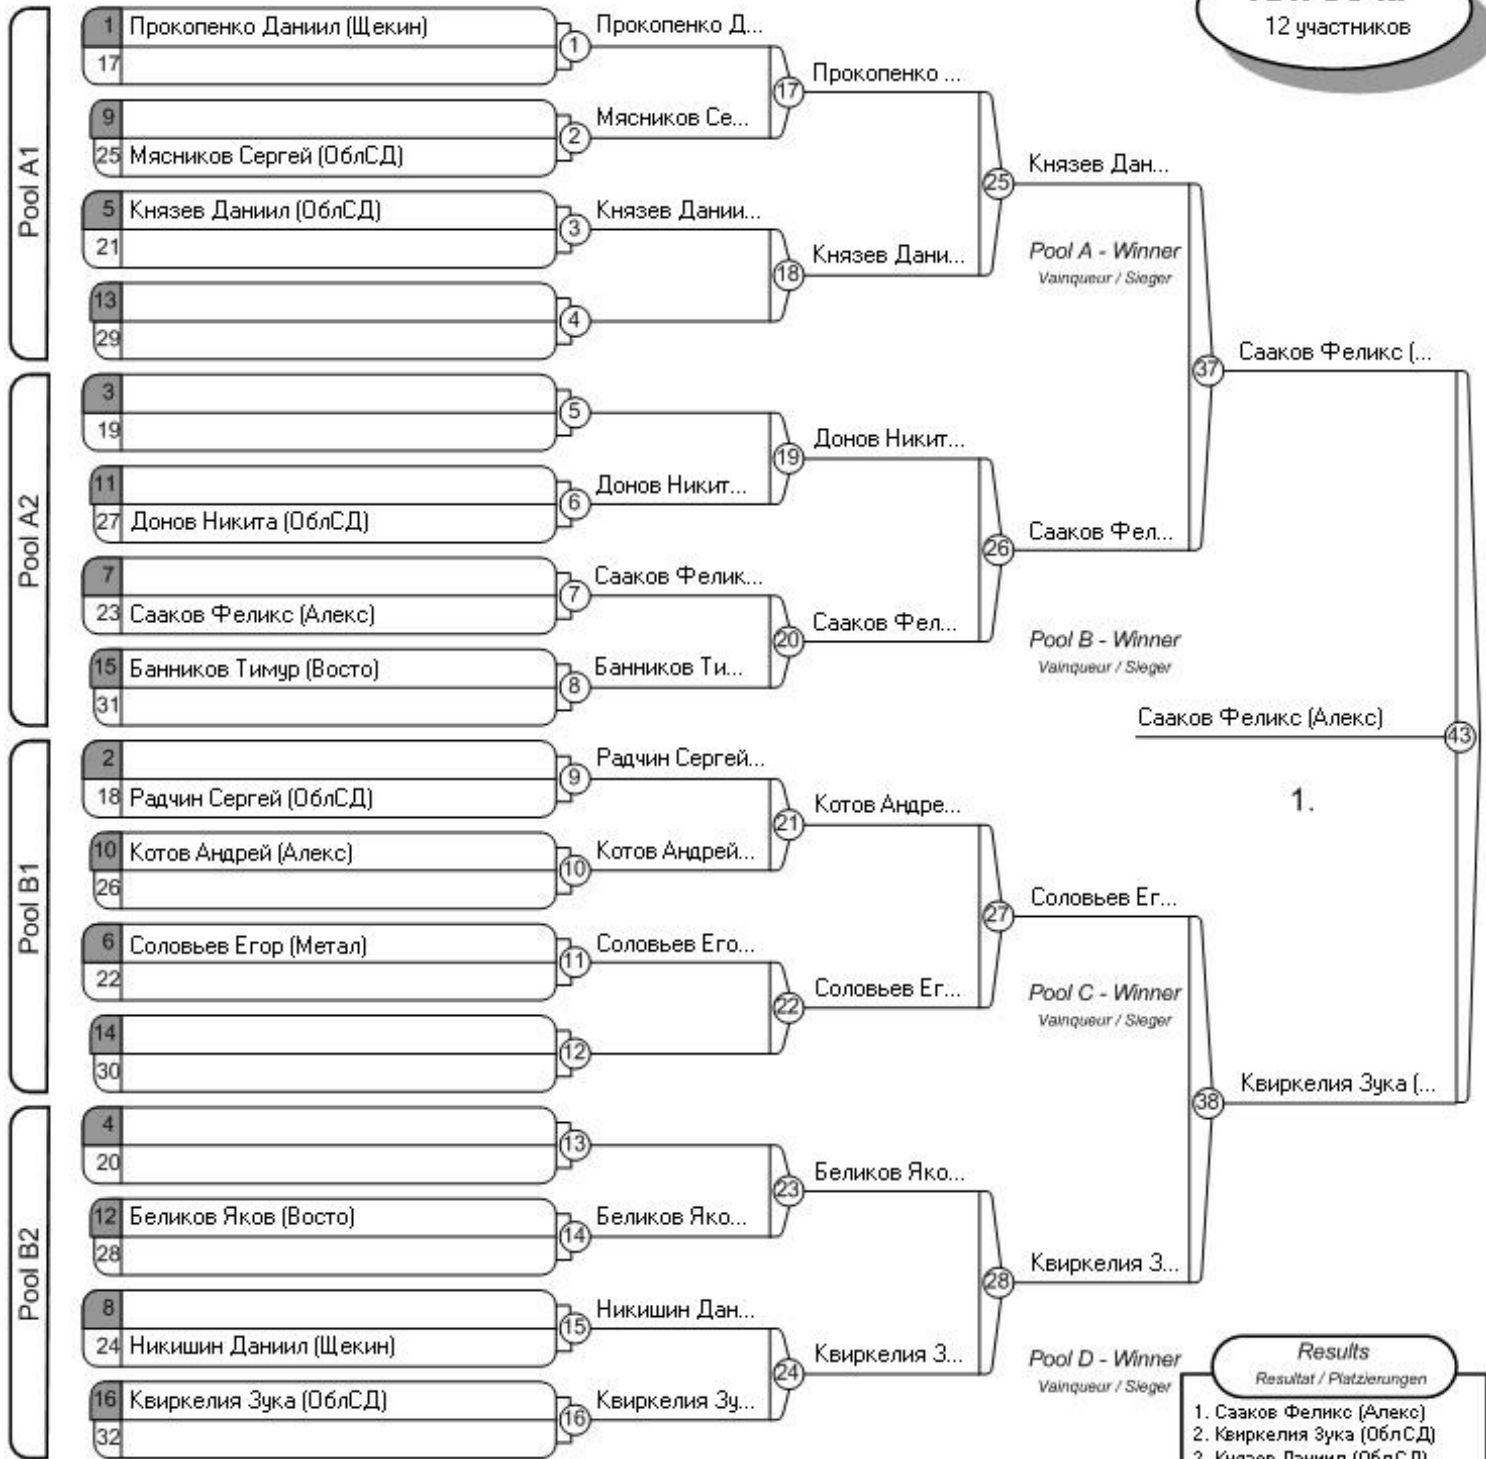 12 участников
Pool A1
1 Прокопенко Даниил (Щекин)
17
1
Прокопенко Д...
9
25 Мясников Сергей (ОблСД)
2
Мясников Се...
17
Прокопенко ...
5 Князев Даниил (ОблСД)
21
3
Князев Дании...
13
29
4
18
Князев Дани...
25
Князев Дан...
Pool A - Winner
Vainqueur / Sieger
Pool A2
3
19
5
11
27 Донов Никита (ОблСД)
6
Донов Никит...
19
Донов Никит...
7
23 Сааков Феликс (Алекс)
7
Сааков Фелик...
15 Банников Тимур (Восто)
31
8
Банников Ти...
20
Сааков Фел...
26
Сааков Фел...
Pool B - Winner
Vainqueur / Sieger
37
Сааков Феликс (...
Pool B1
2
18 Радчин Сергей (ОблСД)
9
Радчин Сергей...
10 Котов Андрей (Алекс)
26
10
Котов Андрей...
21
Котов Андре...
6 Соловьев Егор (Метал)
22
11
Соловьев Его...
14
30
12
22
Соловьев Ег...
27
Соловьев Ег...
Pool C - Winner
Vainqueur / Sieger
Pool B2
4
20
13
12 Беликов Яков (Восто)
28
14
Беликов Яко...
23
Беликов Яко...
8
24 Никишин Даниил (Щекин)
15
Никишин Дан...
16 Квиркелия Зука (ОблСД)
32
16
Квиркелия Зу...
24
Квиркелия З...
28
Квиркелия З...
Pool D - Winner
Vainqueur / Sieger
38
Квиркелия Зука (...
43
Сааков Феликс (Алекс)
1.
Results
Resultat / Platzierungen
1. Сааков Феликс (Алекс)
2. Квиркелия Зука (ОблСД)
3. Князев Даниил (ОблСД)